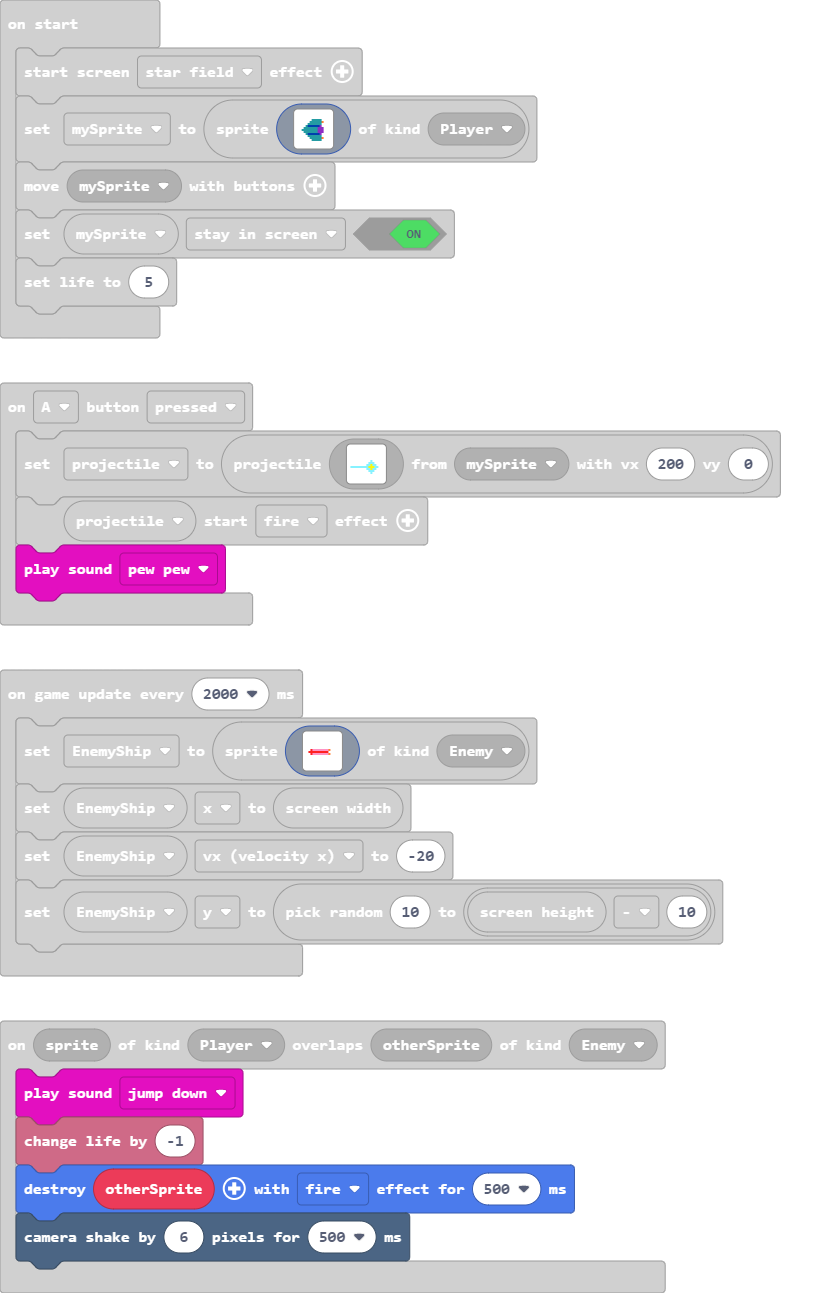 on start
start screen star field effect
set mySprite to sprite of kind Player
move mySprite with buttons
set mySprite stay in screen ON
set life to 5
on A button pressed
set projectile to projectile from mySprite with vx 200 vy 0
projectile start fire effect
play sound pew pew
on game update every 2000 ms
set EnemyShip to sprite of kind Enemy
set EnemyShip x to screen width
set EnemyShip vx (velocity x) to -20
set EnemyShip y to pick random 10 to screen height - 10
on sprite of kind Player overlaps otherSprite of kind Enemy
play sound jump down
change life by -1
destroy otherSprite with fire effect for 500 ms
camera shake by 6 pixels for 500 ms